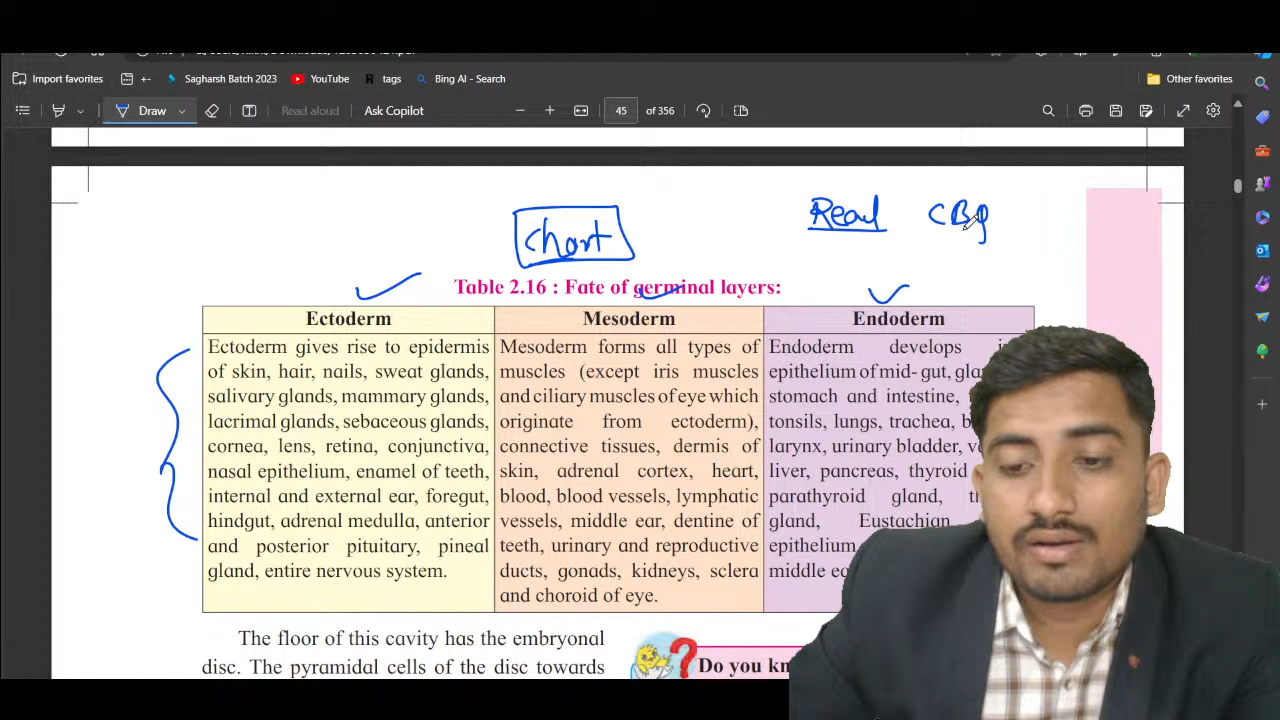 Import favorites
Sagharsh Batch 2023
YouTube
tags
Bing AI - Search
Other favorites
Draw
Read aloud
Ask Copilot
45 of 356
Chart
Read
Table 2.16 : Fate of germinal layers:
Ectoderm
Ectoderm gives rise to epidermis
of skin, hair, nails, sweat glands,
salivary glands, mammary glands,
lacrimal glands, sebaceous glands,
cornea, lens, retina, conjunctiva,
nasal epithelium, enamel of teeth,
internal and external ear, foregut,
hindgut, adrenal medulla, anterior
and posterior pituitary, pineal
gland, entire nervous system.
Mesoderm
Mesoderm forms all types of
muscles (except iris muscles
and ciliary muscles of eye which
originate from ectoderm),
connective tissues, dermis of
skin, adrenal cortex, heart,
blood, blood vessels, lymphatic
vessels, middle ear, dentine of
teeth, urinary and reproductive
ducts, gonads, kidneys, sclera
and choroid of eye.
Endoderm
Endoderm develops
epithelium of mid- gut,
stomach and intestine,
tonsils, lungs, trachea,
larynx, urinary bladder,
liver, pancreas, thyroid
parathyroid gland,
gland, Eustachian
epithelium
middle
The floor of this cavity has the embryonal
disc. The pyramidal cells of the disc towards
Do you